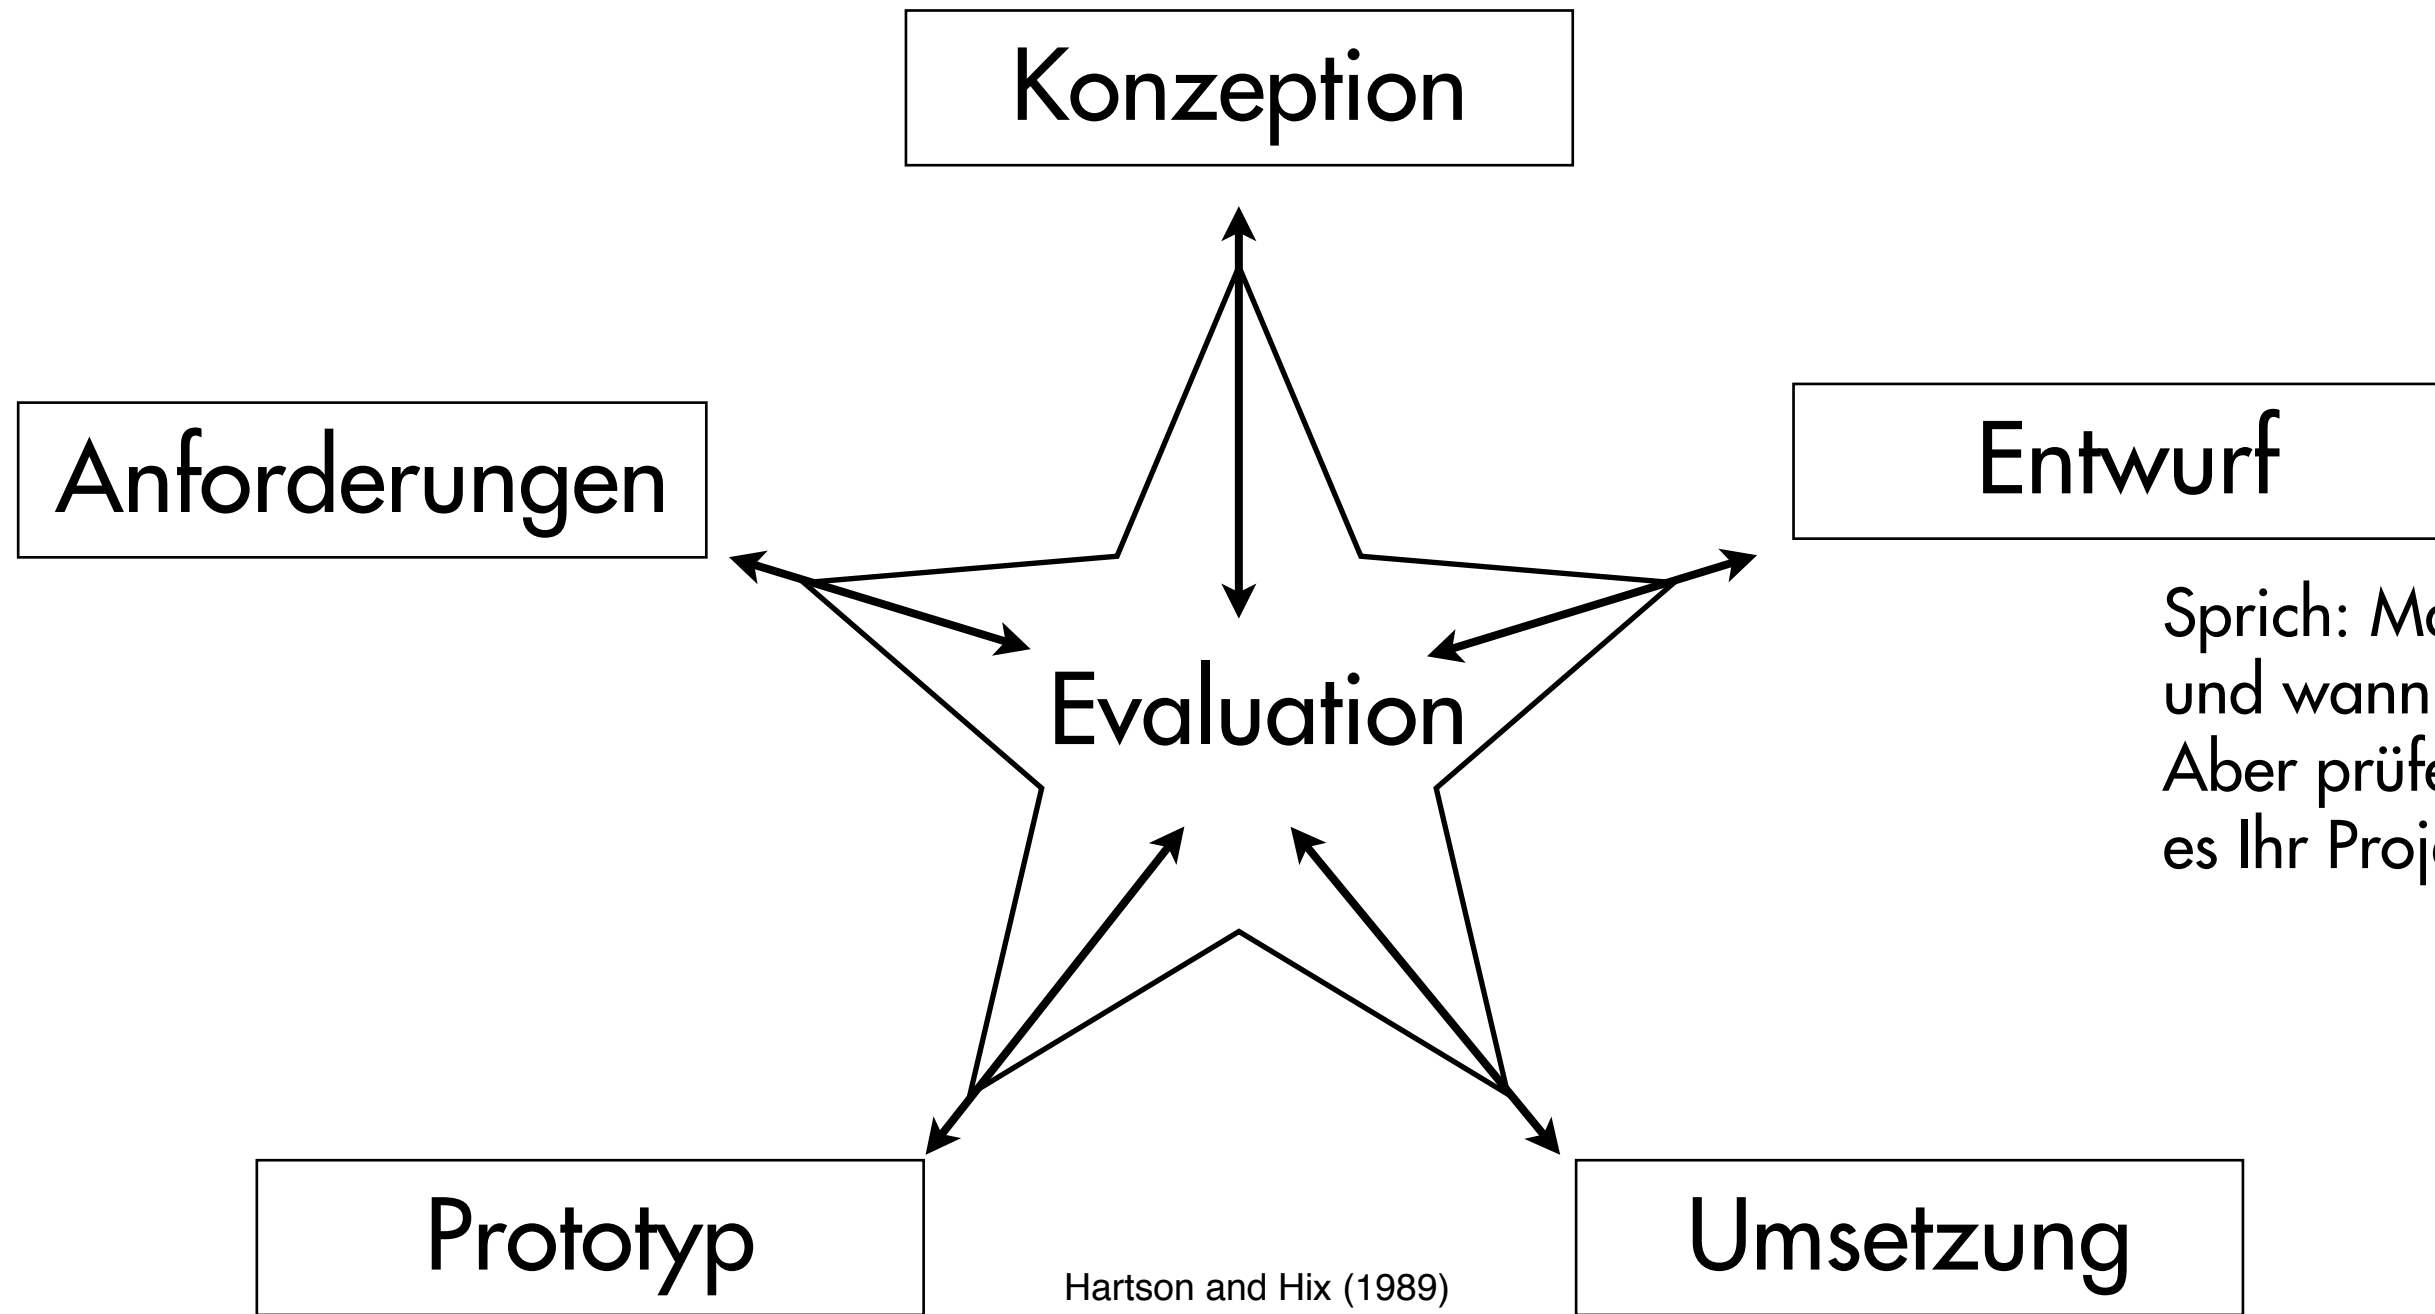 Konzeption
Anforderungen
Entwurf
Sprich:
und wann
Aber
es Ihr
Evaluation
Prototyp
Umsetzung
Hartson and Hix (1989)